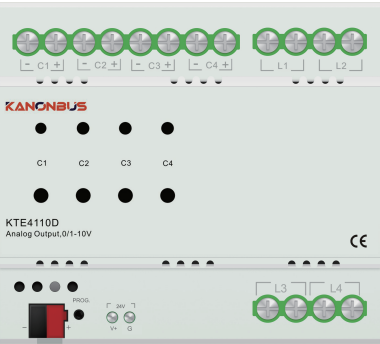 - C1 + - C2 + - C3 + - C4 + L1 L2
KANONBUS
C1 C2 C3 C4
KTE4110D
Analog Output,0/1-10V
CE
L3 L4
PROG.
24V
- +
V+ G